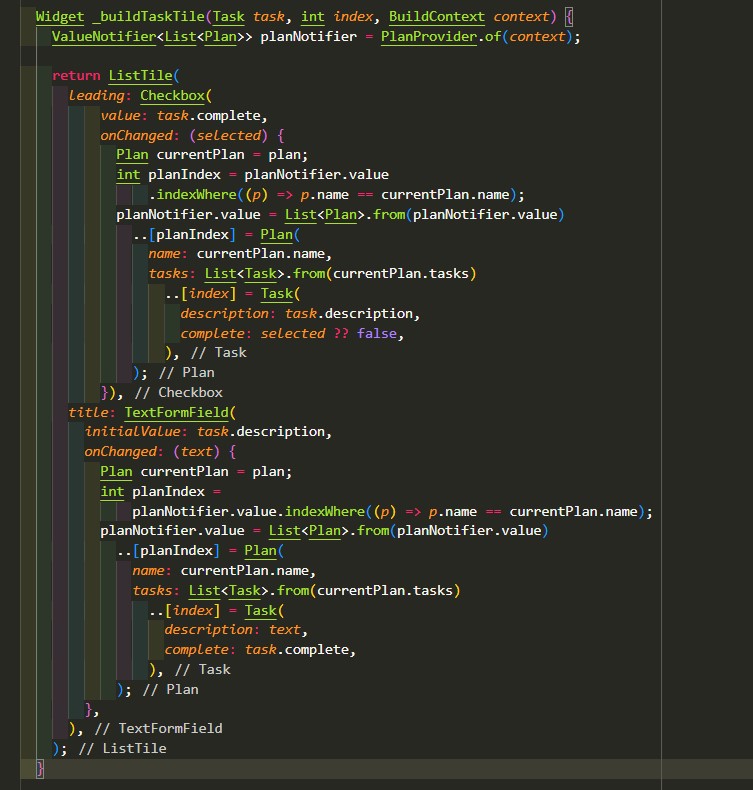 Widget _buildTaskTile(Task task, int index, BuildContext context) {
  ValueNotifier<List<Plan>> planNotifier = PlanProvider.of(context);

  return ListTile(
    leading: Checkbox(
        value: task.complete,
        onChanged: (selected) {
          Plan currentPlan = plan;
          int planIndex = planNotifier.value
              .indexWhere((p) => p.name == currentPlan.name);
          planNotifier.value = List<Plan>.from(planNotifier.value)
            ..[planIndex] = Plan(
              name: currentPlan.name,
              tasks: List<Task>.from(currentPlan.tasks)
                ..[index] = Task(
                  description: task.description,
                  complete: selected ?? false,
                ), // Task
            ); // Plan
        }), // Checkbox
    title: TextFormField(
      initialValue: task.description,
      onChanged: (text) {
        Plan currentPlan = plan;
        int planIndex =
            planNotifier.value.indexWhere((p) => p.name == currentPlan.name);
        planNotifier.value = List<Plan>.from(planNotifier.value)
          ..[planIndex] = Plan(
            name: currentPlan.name,
            tasks: List<Task>.from(currentPlan.tasks)
              ..[index] = Task(
                description: text,
                complete: task.complete,
              ), // Task
          ); // Plan
      },
    ), // TextFormField
  ); // ListTile
}